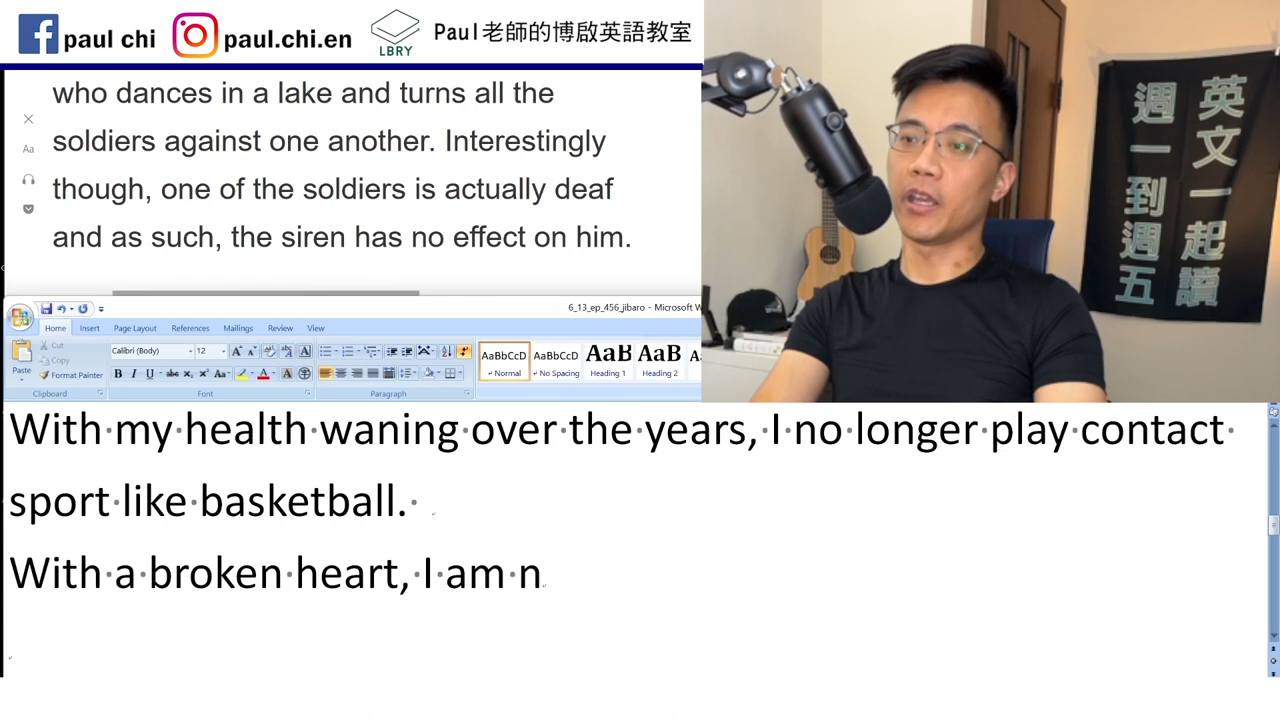 paul chi
paul.chi.en
LBRY
Paul老師的博啟英語教室
who dances in a lake and turns all the
soldiers against one another. Interestingly
though, one of the soldiers is actually deaf
and as such, the siren has no effect on him.
Aa
英文一起讀
週一到週五
6_13_ep_456_jibaro - Microsoft W
Home Insert Page Layout References Mailings Review View
Paste
Cut
Copy
Format Painter
Clipboard
Calibri (Body) 12
Font
Paragraph
AaBbCcD AaBbCcD AaBb AaBb
Normal No Spacing Heading 1 Heading 2
With my health waning over the years, I no longer play contact
sport like basketball.
With a broken heart, I am n